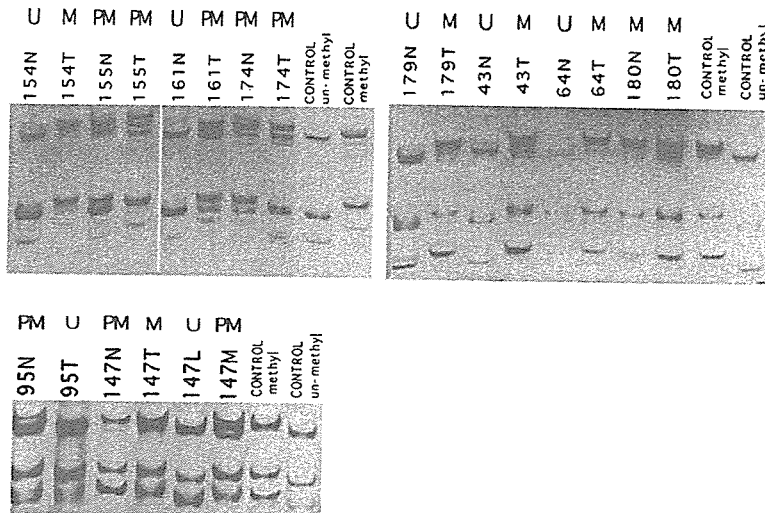 U M PM PM U PM PM PM
154N 154T 155N 155T 161N 161T 174N 174T CONTROL un-methyl CONTROL methyl
U M U M U M M M
179N 179T 43N 43T 64N 64T 180N 180T CONTROL methyl CONTROL un-methyl
PM U PM M U PM
95N 95T 147N 147T 147L 147M CONTROL methyl CONTROL un-methyl